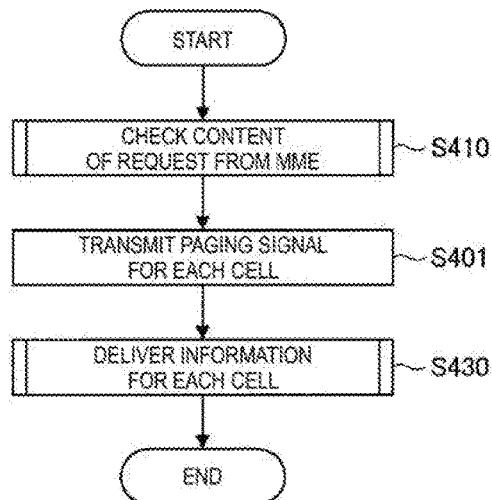 START
CHECK CONTENT
OF REQUEST FROM MME
S410
TRANSMIT PAGING SIGNAL
FOR EACH CELL
S401
DELIVER INFORMATION
FOR EACH CELL
S430
END